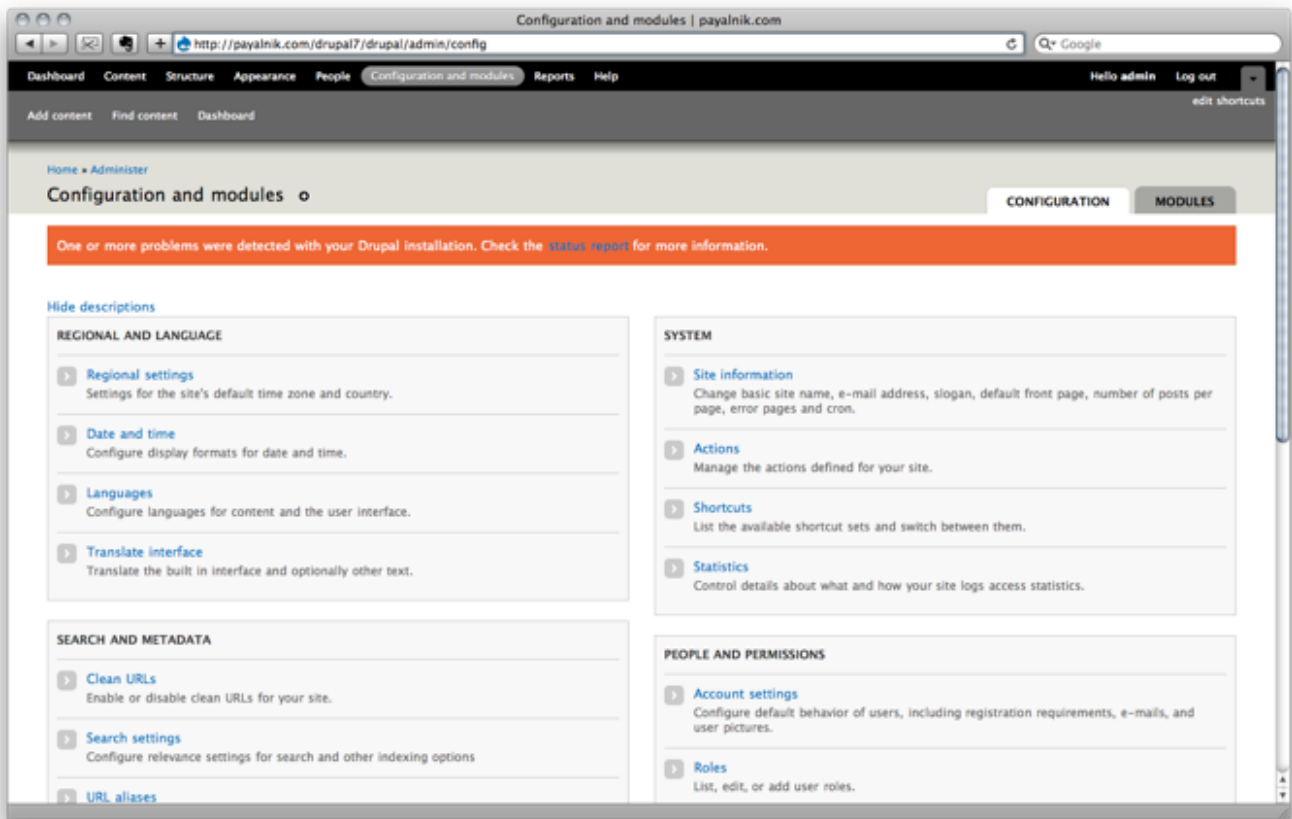 Configuration and modules | payalnik.com
http://payalnik.com/drupal7/drupal/admin/config
Google
Dashboard Content Structure Appearance People Configuration and modules Reports Help Hello admin Log out
edit shortcuts
Add content Find content Dashboard
Home » Administer
Configuration and modules
CONFIGURATION MODULES
One or more problems were detected with your Drupal installation. Check the status report for more information.
Hide descriptions
REGIONAL AND LANGUAGE
Regional settings
Settings for the site's default time zone and country.
Date and time
Configure display formats for date and time.
Languages
Configure languages for content and the user interface.
Translate interface
Translate the built in interface and optionally other text.
SEARCH AND METADATA
Clean URLs
Enable or disable clean URLs for your site.
Search settings
Configure relevance settings for search and other indexing options
URL aliases
SYSTEM
Site information
Change basic site name, e-mail address, slogan, default front page, number of posts per
page, error pages and cron.
Actions
Manage the actions defined for your site.
Shortcuts
List the available shortcut sets and switch between them.
Statistics
Control details about what and how your site logs access statistics.
PEOPLE AND PERMISSIONS
Account settings
Configure default behavior of users, including registration requirements, e-mails, and
user pictures.
Roles
List, edit, or add user roles.